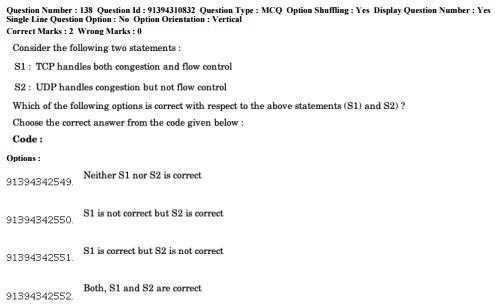 Question Number : 138 Question Id : 91394310832 Question Type : MCQ Option Shuffling : Yes Display Question Number : Yes
Single Line Question Option : No Option Orientation : Vertical
Correct Marks : 2 Wrong Marks : 0
Consider the following two statements :
S1 : TCP handles both congestion and flow control
S2 : UDP handles congestion but not flow control
Which of the following options is correct with respect to the above statements (S1) and S2) ?
Choose the correct answer from the code given below :
Code :
Options :
91394342549. Neither S1 nor S2 is correct
91394342550. S1 is not correct but S2 is correct
91394342551. S1 is correct but S2 is not correct
91394342552. Both, S1 and S2 are correct